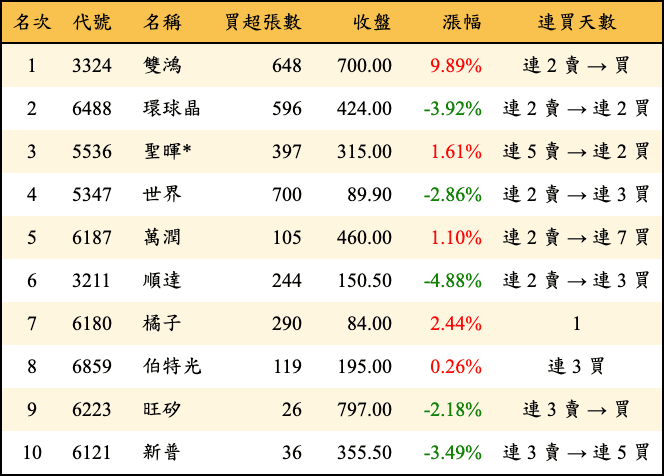 名次 代號 名稱 買超張數 收盤 漲幅 連買天數
1 3324 雙鴻 648 700.00 9.89% 連 2 賣 → 買
2 6488 環球晶 596 424.00 -3.92% 連 2 賣 → 連 2 買
3 5536 聖暉* 397 315.00 1.61% 連 5 賣 → 連 2 買
4 5347 世界 700 89.90 -2.86% 連 2 賣 → 連 3 買
5 6187 萬潤 105 460.00 1.10% 連 2 賣 → 連 7 買
6 3211 順達 244 150.50 -4.88% 連 2 賣 → 連 3 買
7 6180 橘子 290 84.00 2.44% 1
8 6859 伯特光 119 195.00 0.26% 連 3 買
9 6223 旺矽 26 797.00 -2.18% 連 3 賣 → 買
10 6121 新普 36 355.50 -3.49% 連 3 賣 → 連 5 買